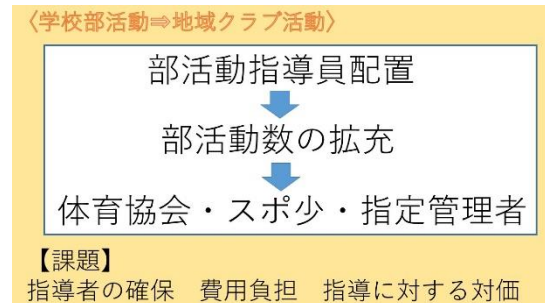 〈学校部活動⇒地域クラブ活動〉
部活動指導員配置
部活動数の拡充
体育協会・スポ少・指定管理者
【課題】
指導者の確保　費用負担　指導に対する対価